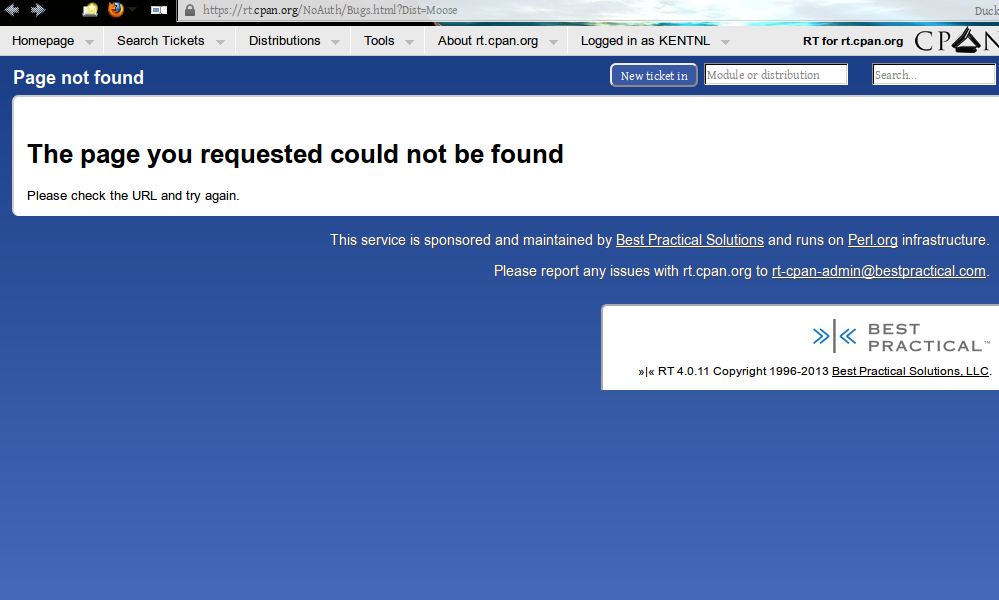 https://rt.cpan.org/NoAuth/Bugs.html?Dist=Moose Duck
Homepage Search Tickets Distributions Tools About rt.cpan.org Logged in as KENTNL RT for rt.cpan.org CPAN
Page not found New ticket in Module or distribution Search...
The page you requested could not be found
Please check the URL and try again.
This service is sponsored and maintained by Best Practical Solutions and runs on Perl.org infrastructure.
Please report any issues with rt.cpan.org to rt-cpan-admin@bestpractical.com.
»|« BEST
PRACTICAL™
»|« RT 4.0.11 Copyright 1996-2013 Best Practical Solutions, LLC.